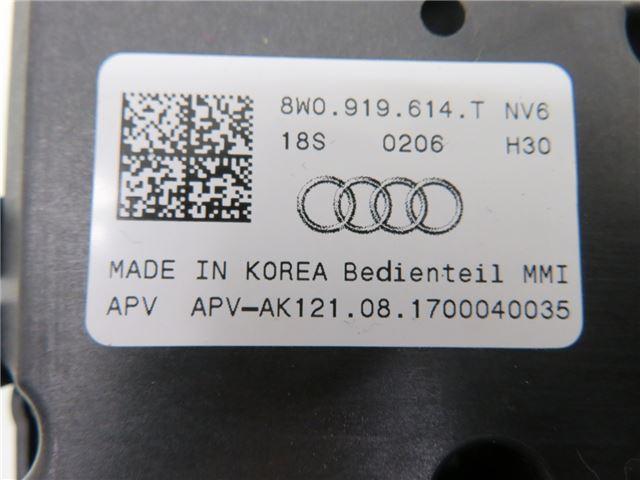 8W0.919.614.T NV6
18S 0206 H30
MADE IN KOREA Bedienteil MMI
APV APV-AK121.08.1700040035